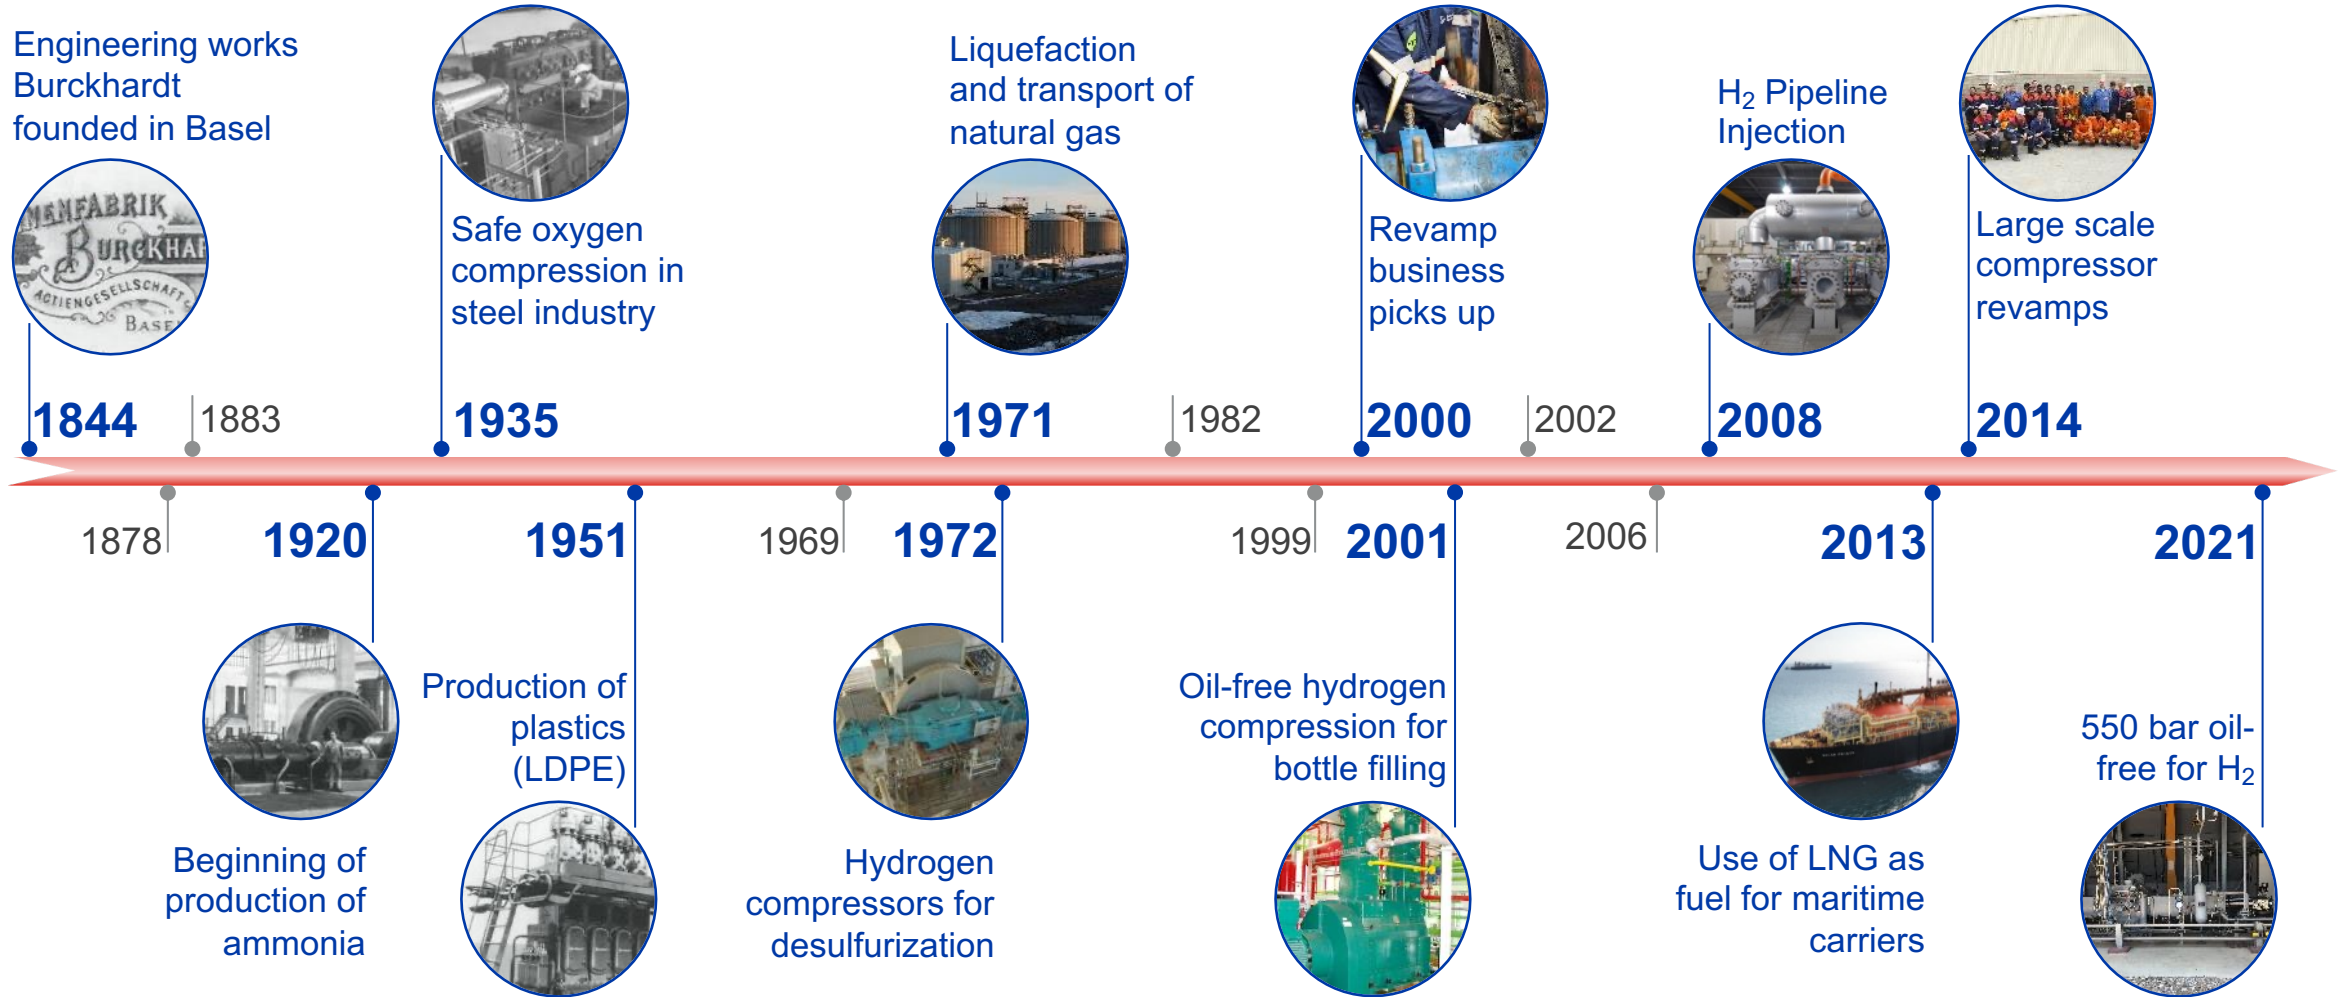 Engineering works
Burckhardt
founded in Basel
NENFABRIK
BURCKHAR
ACTIENGESELLSCHAFT
BASE
1844
1883
Safe oxygen
compression in
steel industry
1935
Liquefaction
and transport of
natural gas
1971
1982
Revamp
business
picks up
2000
2002
H₂ Pipeline
Injection
2008
Large scale
compressor
revamps
2014
1878
1920
Beginning of
production of
ammonia
1951
Production of
plastics
(LDPE)
1969
1972
Hydrogen
compressors for
desulfurization
1999
2001
Oil-free hydrogen
compression for
bottle filling
2006
2013
Use of LNG as
fuel for maritime
carriers
2021
550 bar oil-
free for H₂